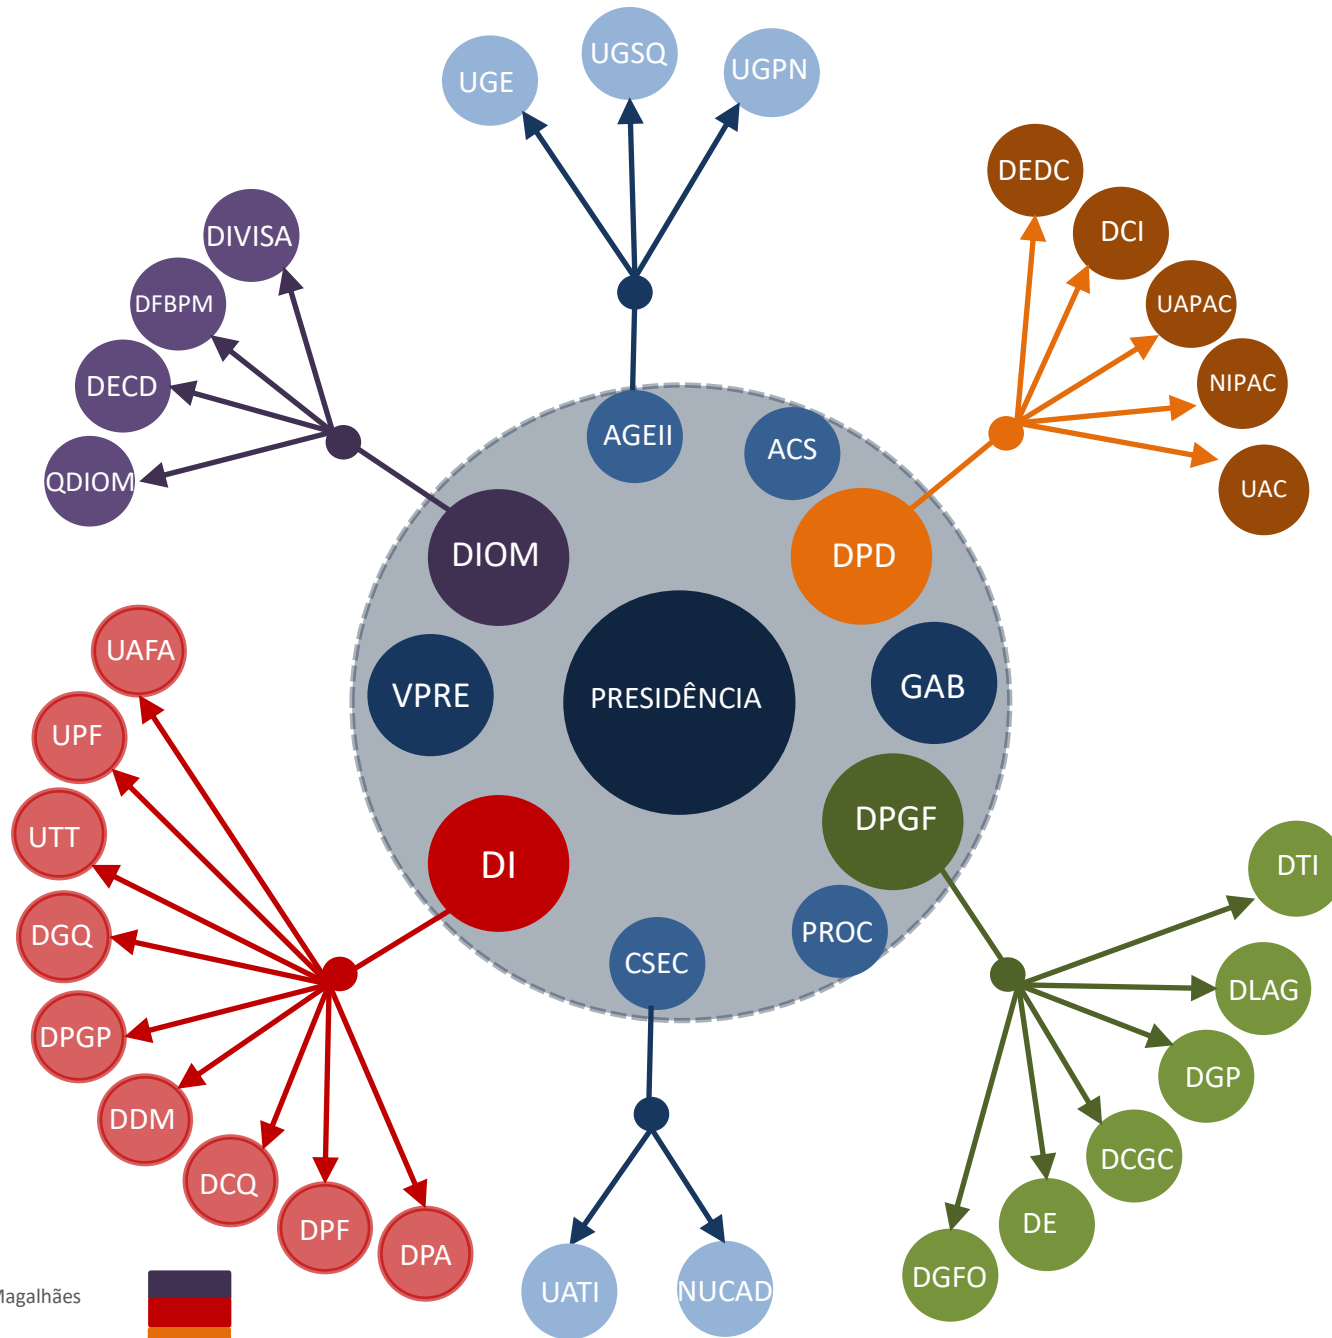 UGE
UGSQ
UGPN
DEDC
DCI
UAPAC
NIPAC
UAC
DIVISA
DFBPM
DECD
QDIOM
AGEII
ACS
DIOM
DPD
VPRE
PRESIDÊNCIA
GAB
DI
DPGF
CSEC
PROC
UAFA
UPF
UTT
DGQ
DPGP
DDM
DCQ
DPF
DPA
DTI
DLAG
DGP
DCGC
DE
DGFO
UATI
NUCAD
Magalhães